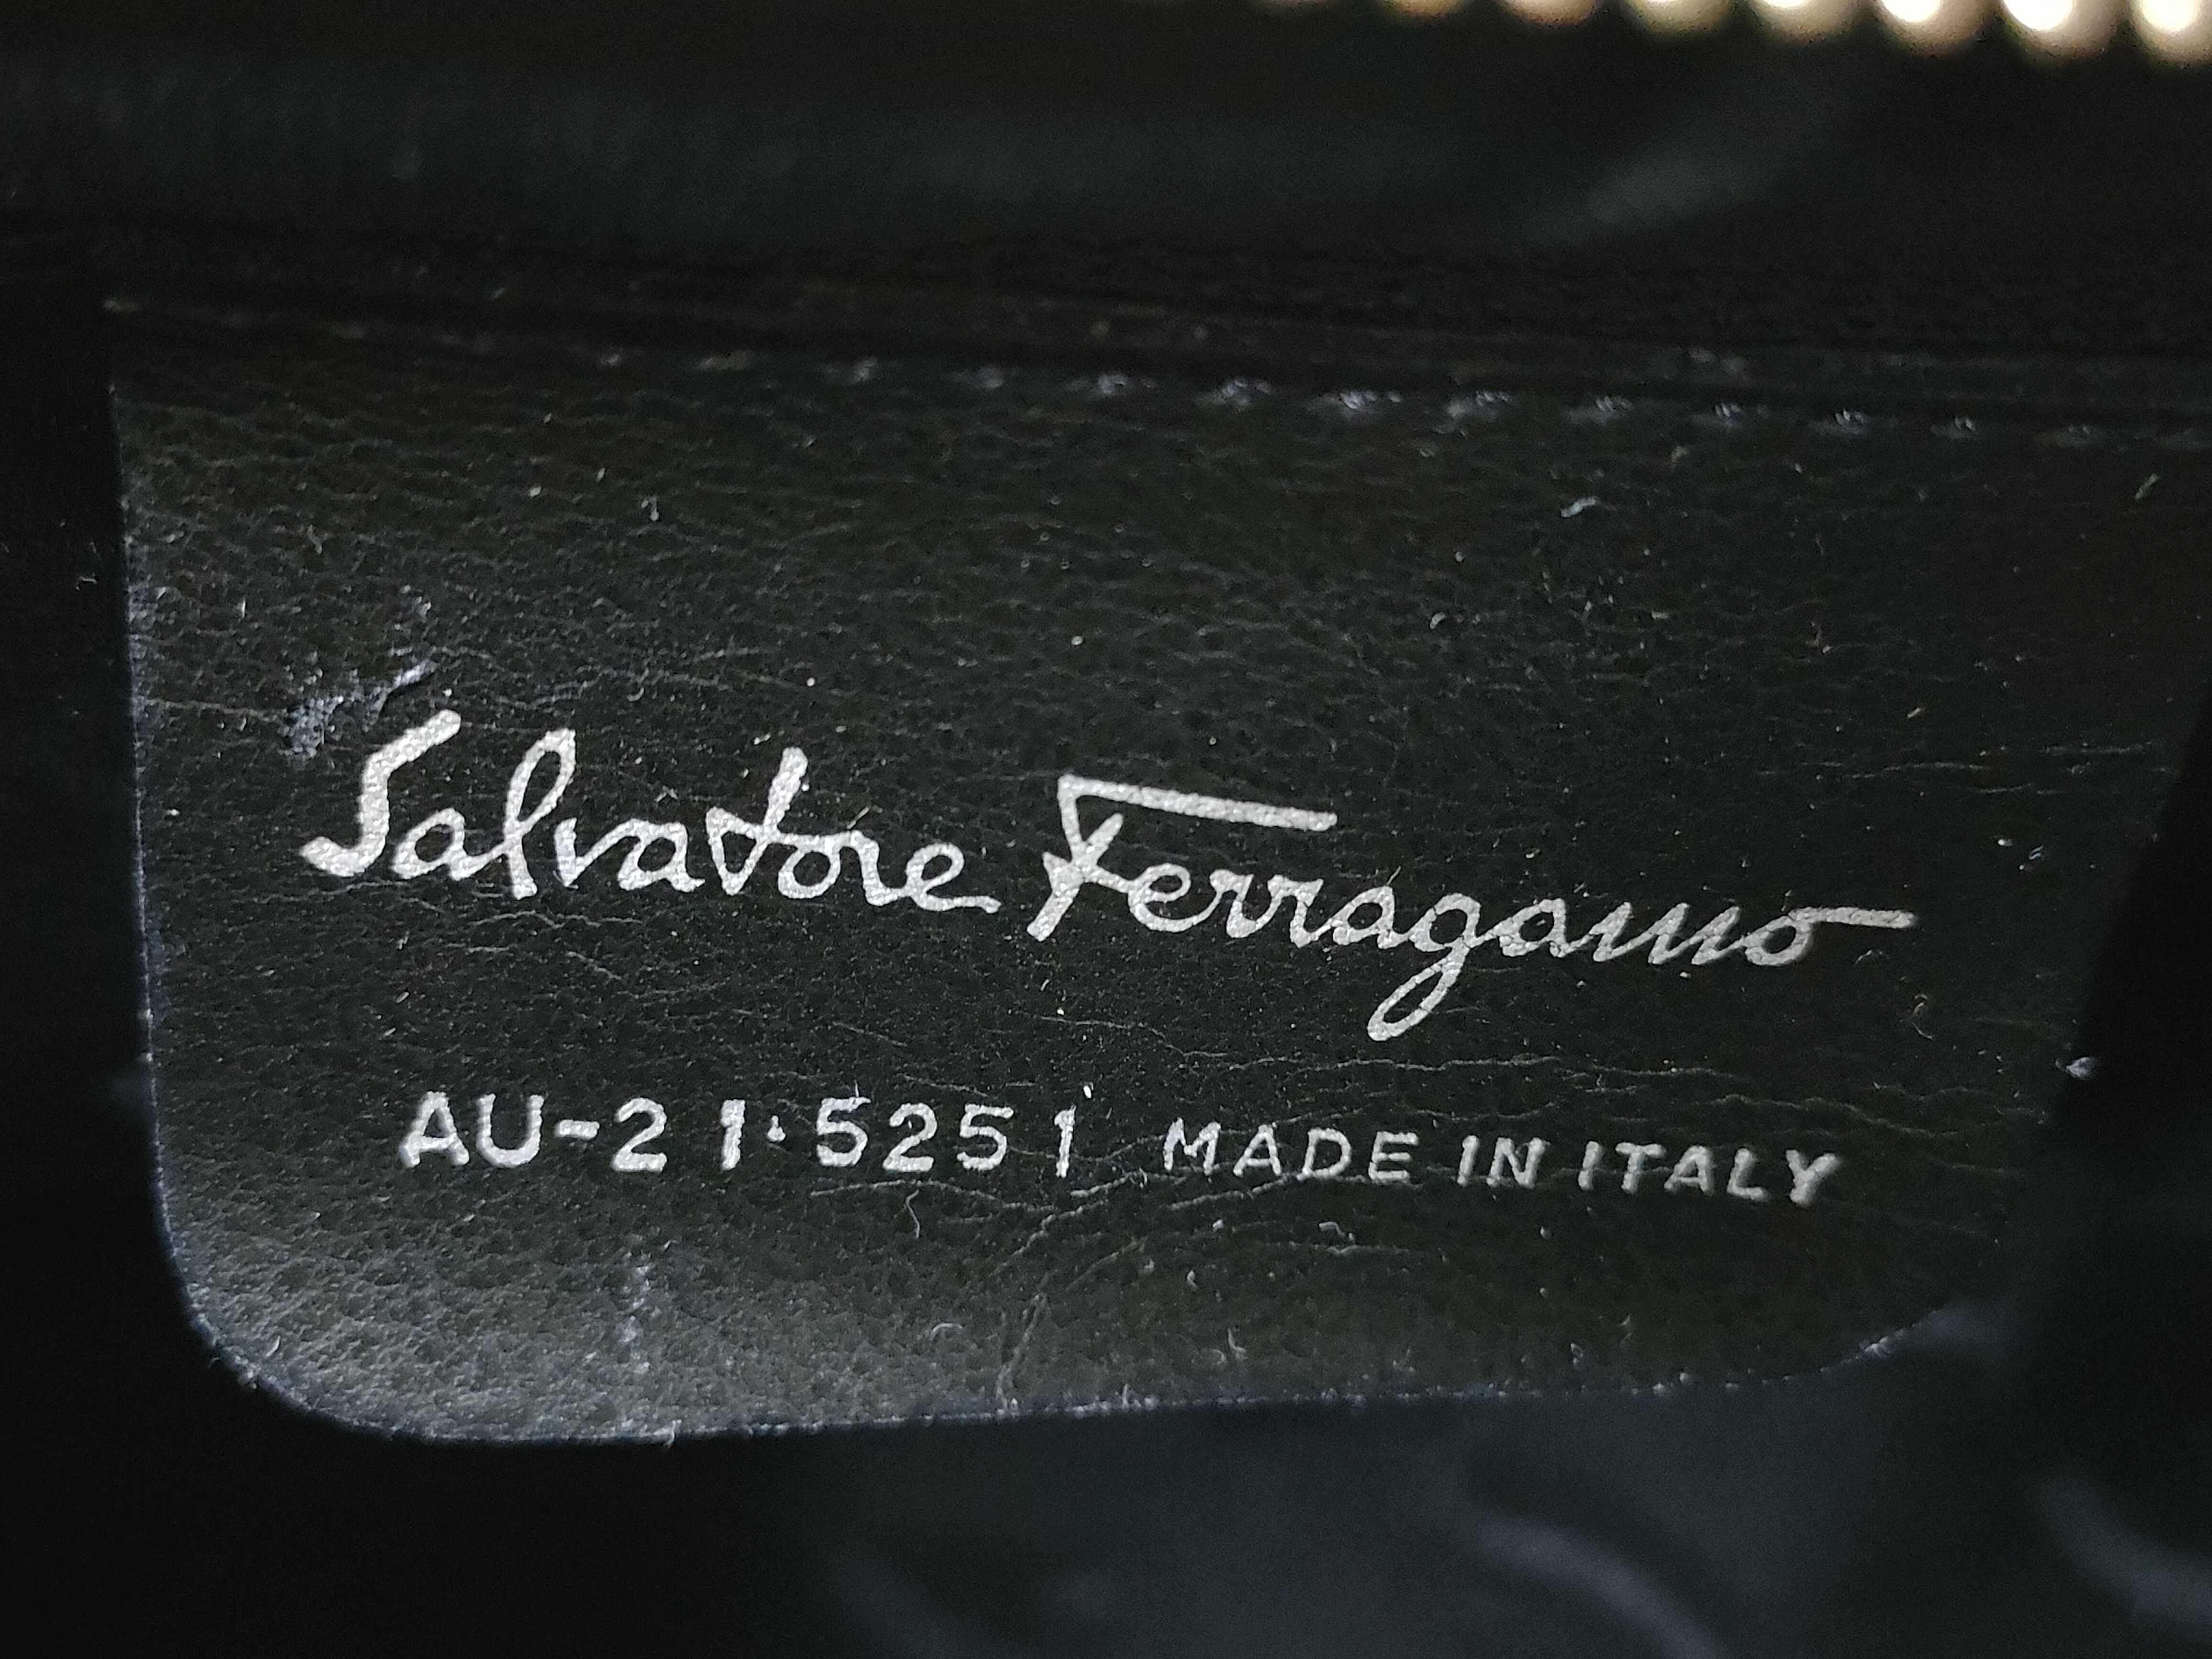 Salvatore Ferragamo
AU-21·5251 MADE IN ITALY